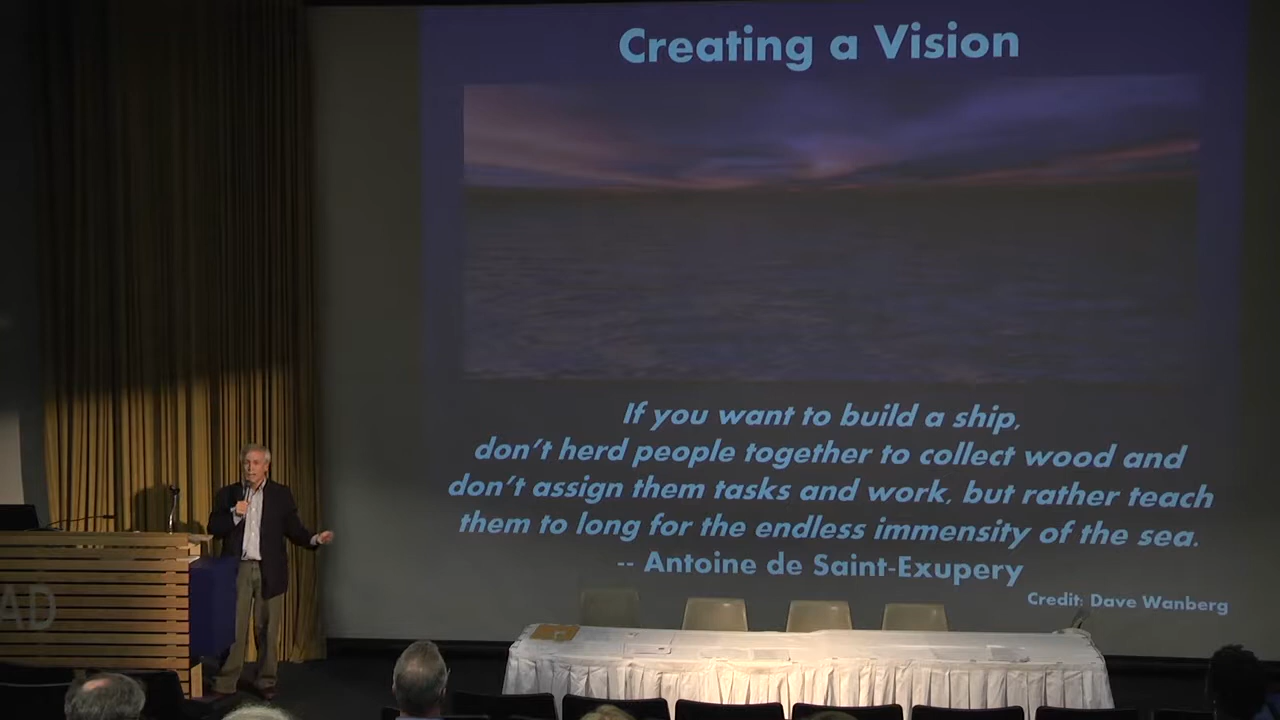 Creating a Vision
If you want to build a ship,
don't herd people together to collect wood and
don't assign them tasks and work, but rather teach
them to long for the endless immensity of the sea.
-- Antoine de Saint-Exupery
Credit: Dave Wanberg
AD